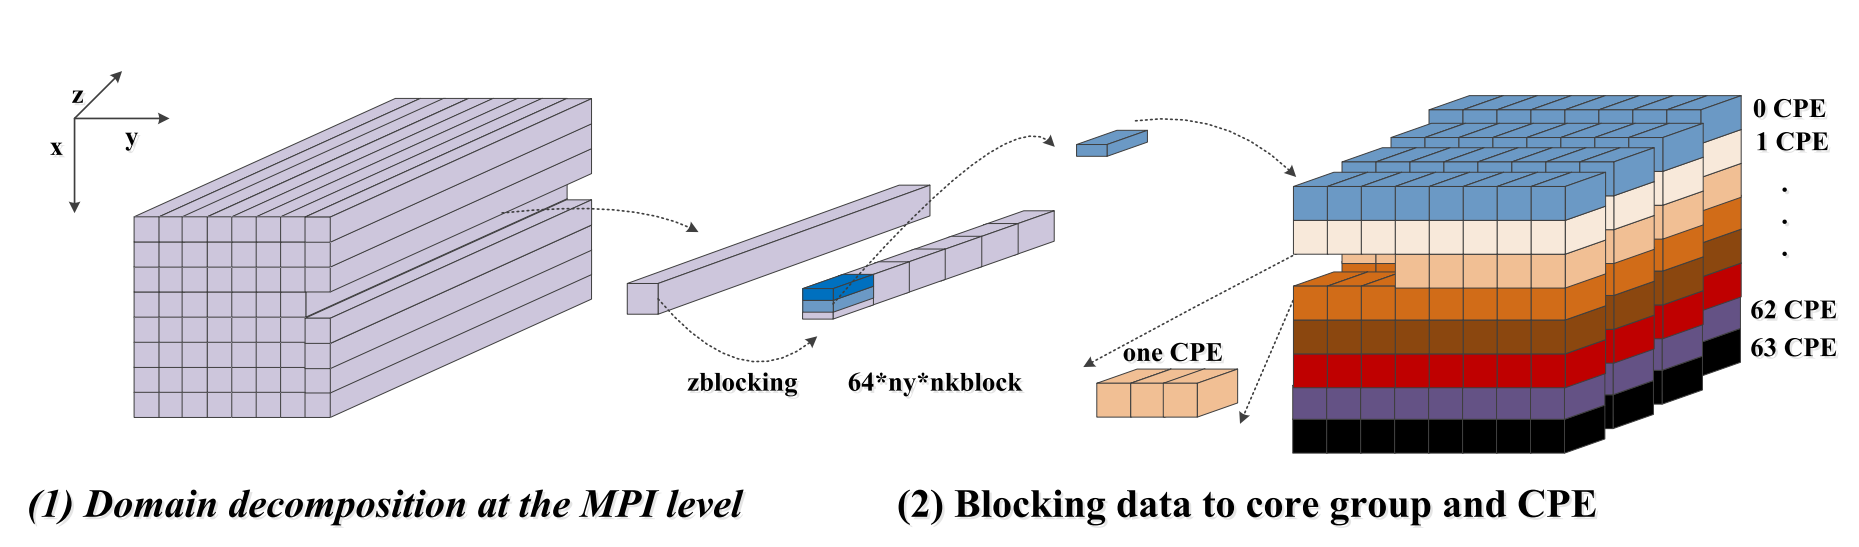 z
y
x
zblocking
64*ny*nkblock
one CPE
0 CPE
1 CPE
.
.
.
62 CPE
63 CPE
(1) Domain decomposition at the MPI level
(2) Blocking data to core group and CPE